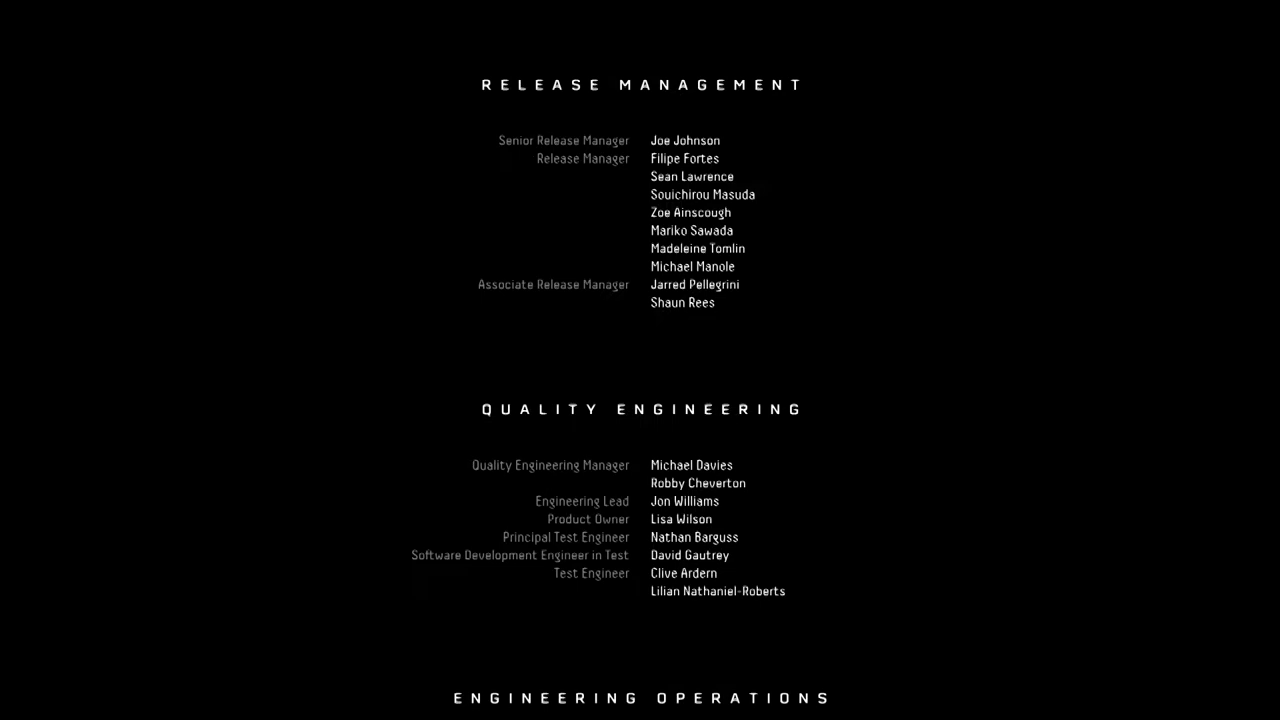 RELEASE MANAGEMENT
Senior Release Manager Joe Johnson
Release Manager Filipe Fortes
Sean Lawrence
Souichirou Masuda
Zoe Ainscough
Mariko Sawada
Madeleine Tomlin
Michael Manole
Associate Release Manager Jarred Pellegrini
Shaun Rees
QUALITY ENGINEERING
Quality Engineering Manager Michael Davies
Robby Cheverton
Engineering Lead Jon Williams
Product Owner Lisa Wilson
Principal Test Engineer Nathan Barguss
Software Development Engineer in Test David Gautrey
Test Engineer Clive Ardern
Lilian Nathaniel-Roberts
ENGINEERING OPERATIONS